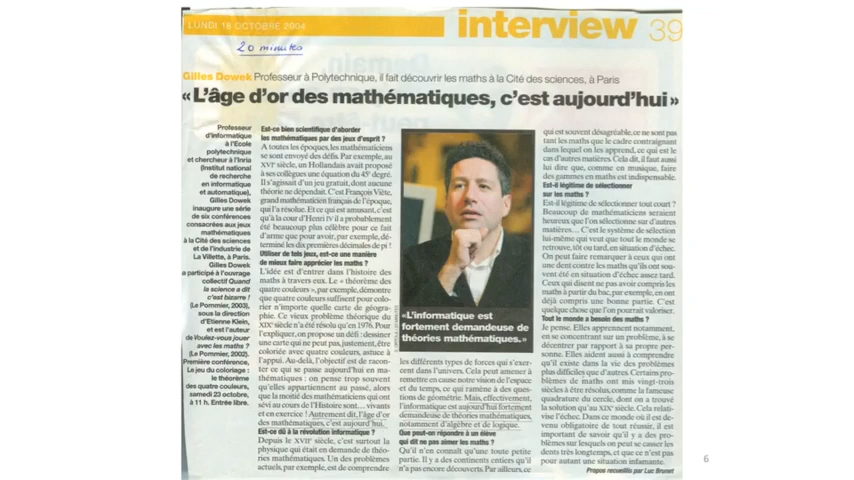 LUNDI 18 OCTOBRE 2004
interview 39
20 minutes
Gilles Dowek Professeur à Polytechnique, il fait découvrir les maths à la Cité des sciences, à Paris
« L’âge d’or des mathématiques, c’est aujourd’hui »
Professeur
d’informatique
à l’Ecole
polytechnique
et chercheur à l’Inria
(Institut national
de recherche
en informatique
et automatique),
Gilles Dowek
inaugure une série
de six conférences
consacrées aux jeux
mathématiques
à la Cité des sciences
et de l’industrie de
La Villette, à Paris.
Gilles Dowek
a participé à l’ouvrage
collectif Quand
la science a dit
c’est bizarre !
(Le Pommier, 2003),
sous la direction
d’Etienne Klein,
et est l’auteur
de Voulez-vous jouer
avec les maths ?
(Le Pommier, 2002).
Première conférence,
Le jeu du coloriage :
le théorème
des quatre couleurs,
samedi 23 octobre,
à 11 h. Entrée libre.
Est-ce bien scientifique d’aborder
les mathématiques par des jeux d’esprit ?
A toutes les époques, les mathématiciens
se sont envoyé des défis. Par exemple, au
XVIe siècle, un Hollandais avait proposé
à ses collègues une équation du 45e degré.
Il s’agissait d’un jeu gratuit, dont aucune
théorie ne dépendait. C’est François Viète,
grand mathématicien français de l’époque,
qui l’a résolue. Et ce qui est amusant, c’est
qu’à la cour d’Henri IV il a probablement
été beaucoup plus célèbre pour ce fait
d’arme que pour avoir, par exemple, dé-
terminé les dix premières décimales de pi !
Utiliser de tels jeux, est-ce une manière
de mieux faire apprécier les maths ?
L’idée est d’entrer dans l’histoire des
maths à travers eux. Le « théorème des
quatre couleurs », par exemple, démontre
que quatre couleurs suffisent pour colo-
rier n’importe quelle carte de géogra-
phie. Ce vieux problème théorique du
XIXe siècle n’a été résolu qu’en 1976. Pour
l’expliquer, on propose un défi : dessiner
une carte qui ne peut pas, justement, être
coloriée avec quatre couleurs, astuce à
l’appui. Au-delà, l’objectif est de racon-
ter ce qui se passe aujourd’hui en ma-
thématiques : on pense trop souvent
qu’elles appartiennent au passé, alors
que la moitié des mathématiciens qui ont
sévi au cours de l’Histoire sont… vivants
et en exercice ! Autrement dit, l’âge d’or
des mathématiques, c’est aujourd’hui.
Est-ce dû à la révolution informatique ?
Depuis le XVIIe siècle, c’est surtout la
physique qui était en demande de théo-
ries mathématiques. Un des problèmes
actuels, par exemple, est de comprendre
«L’informatique est
fortement demandeuse de
théories mathématiques.»
les différents types de forces qui s’exer-
cent dans l’univers. Cela peut amener à
remettre en cause notre vision de l’espace
et du temps, ce qui ramène à des ques-
tions de géométrie. Mais, effectivement,
l’informatique est aujourd’hui fortement
demandeuse de théories mathématiques,
notamment d’algèbre et de logique.
Que peut-on répondre à un élève
qui dit ne pas aimer les maths ?
Qu’il n’en connaît qu’une toute petite
partie. Il y a des continents entiers qu’il
n’a pas encore découverts. Par ailleurs, ce
qui est souvent désagréable, ce ne sont pas
tant les maths que le cadre contraignant
dans lequel on les apprend, ce qui est le
cas d’autres matières. Cela dit, il faut aussi
lui dire que, comme en musique, faire
des gammes en maths est indispensable.
Est-il légitime de sélectionner
sur les maths ?
Est-il légitime de sélectionner tout court ?
Beaucoup de mathématiciens seraient
heureux que l’on sélectionne sur d’autres
matières… C’est le système de sélection
lui-même qui veut que tout le monde se
retrouve, tôt ou tard, en situation d’échec.
On peut faire remarquer à ceux qui ont
une dent contre les maths qu’ils ont sou-
vent été en situation d’échec assez tard.
Ceux qui disent ne pas avoir compris les
maths à partir du bac, par exemple, en ont
déjà compris une bonne partie. C’est
quelque chose que l’on pourrait valoriser.
Tout le monde a besoin des maths ?
Je pense. Elles apprennent notamment,
en se concentrant sur un problème, à se
décentrer par rapport à sa propre per-
sonne. Elles aident aussi à comprendre
qu’il existe dans la vie des problèmes
plus difficiles que d’autres. Certains pro-
blèmes de maths ont mis vingt-trois
siècles à être résolus, comme la fameuse
quadrature du cercle, dont on a trouvé
la solution qu’au XIXe siècle. Cela relati-
vise l’échec. Dans ce monde où il est de-
venu obligatoire de tout réussir, il est
important de savoir qu’il y a des pro-
blèmes sur lesquels on peut se casser les
dents très longtemps, et que ce n’est pas
pour autant une situation infamante.
Propos recueillis par Luc Brunet
6